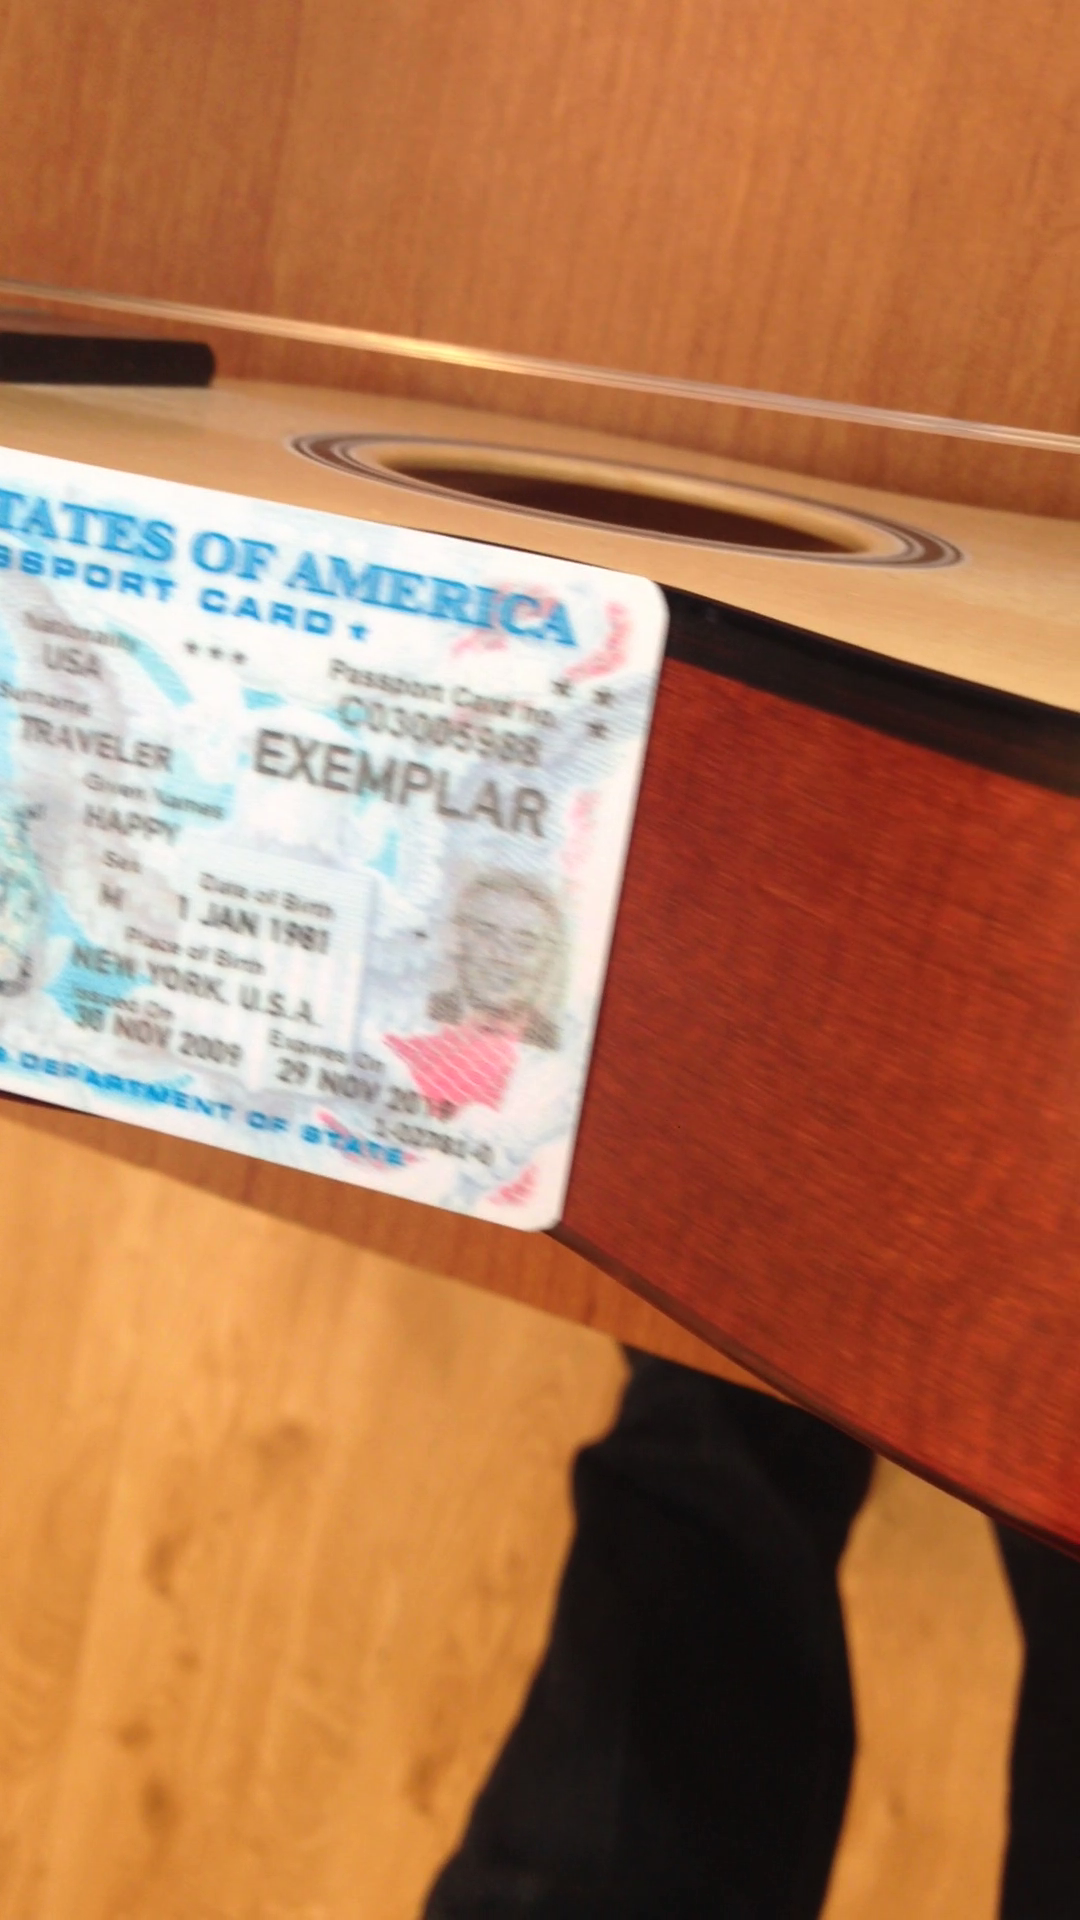 TATES OF AMERICA
SSPORT CARD
Nationality
USA
Passport Card no.
C03005988
Surname
TRAVELER
EXEMPLAR
Given Names
HAPPY
Sex
M
Date of Birth
1 JAN 1981
Place of Birth
NEW YORK, U.S.A.
Issued On
30 NOV 2009
Expires On
29 NOV 2019
DEPARTMENT OF STATE